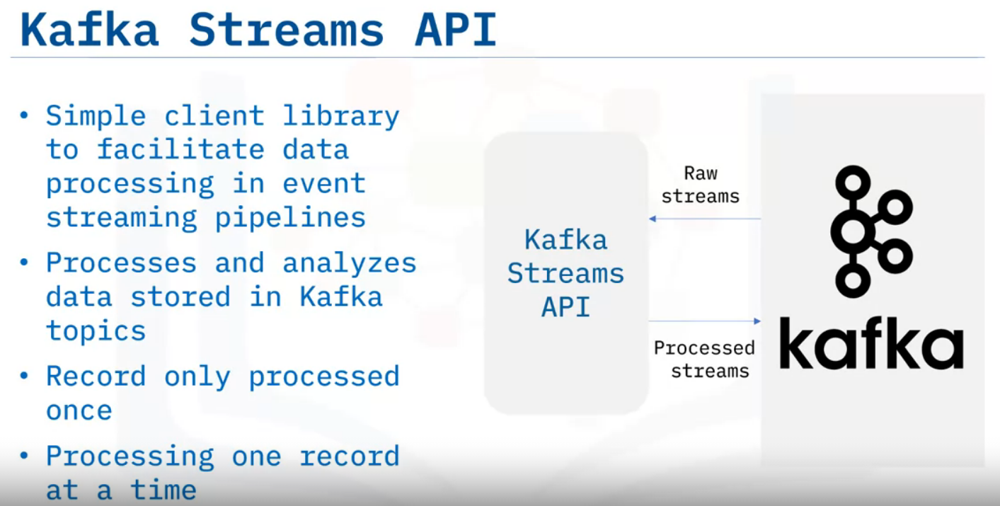 Kafka Streams API
• Simple client library
to facilitate data
processing in event
streaming pipelines
• Processes and analyzes
data stored in Kafka
topics
• Record only processed
once
• Processing one record
at a time
Kafka
Streams
API
Raw
streams
Processed
streams
kafka